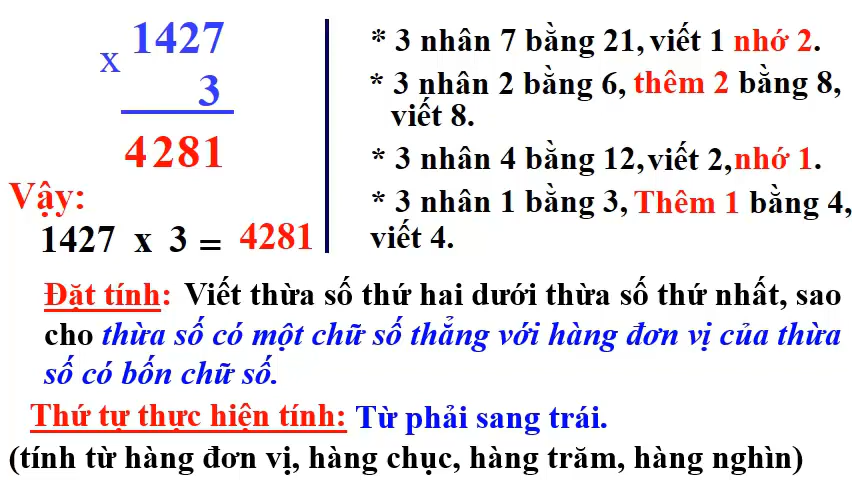 1427
x
3
4281
Vậy:
1427 x 3 = 4281
* 3 nhân 7 bằng 21, viết 1 nhớ 2.
* 3 nhân 2 bằng 6, thêm 2 bằng 8,
viết 8.
* 3 nhân 4 bằng 12, viết 2, nhớ 1.
* 3 nhân 1 bằng 3, Thêm 1 bằng 4,
viết 4.
Đặt tính: Viết thừa số thứ hai dưới thừa số thứ nhất, sao
cho thừa số có một chữ số thẳng với hàng đơn vị của thừa
số có bốn chữ số.
Thứ tự thực hiện tính: Từ phải sang trái.
(tính từ hàng đơn vị, hàng chục, hàng trăm, hàng nghìn)